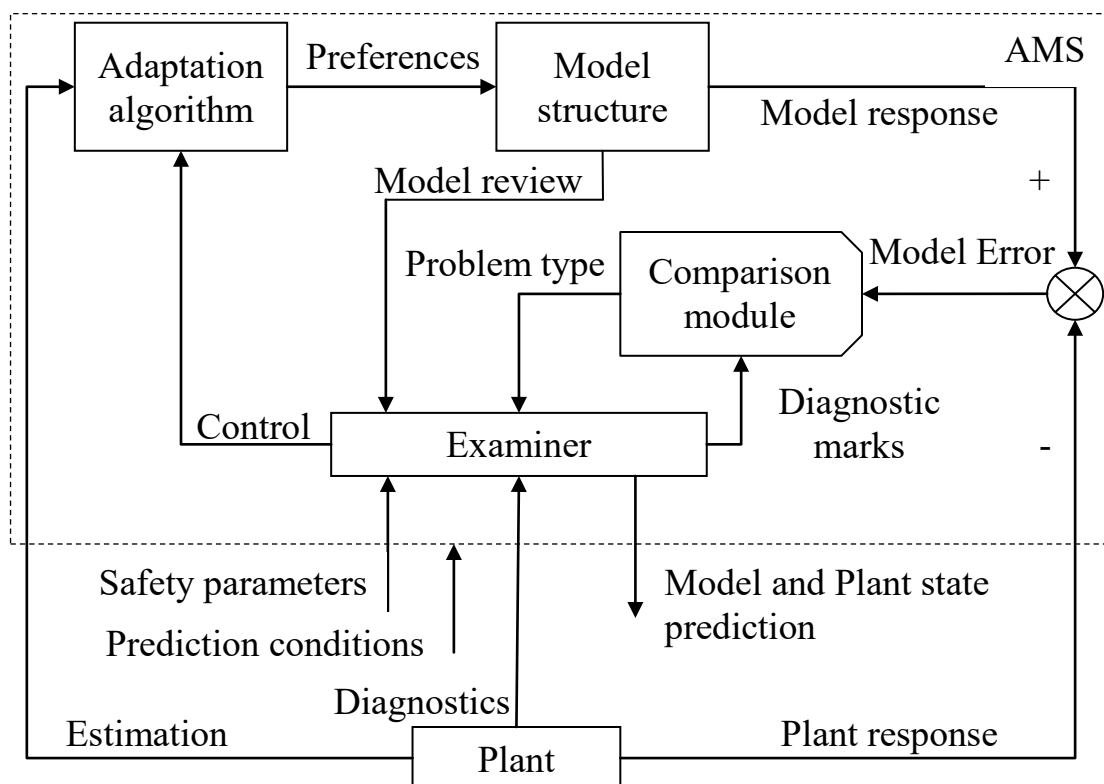 AMS
Adaptation
algorithm
Preferences
Model
structure
Model response
Model review
+
Problem type
Comparison
module
Model Error
Control
Examiner
Diagnostic
marks
-
Safety parameters
Prediction conditions
Model and Plant state
prediction
Diagnostics
Estimation
Plant
Plant response